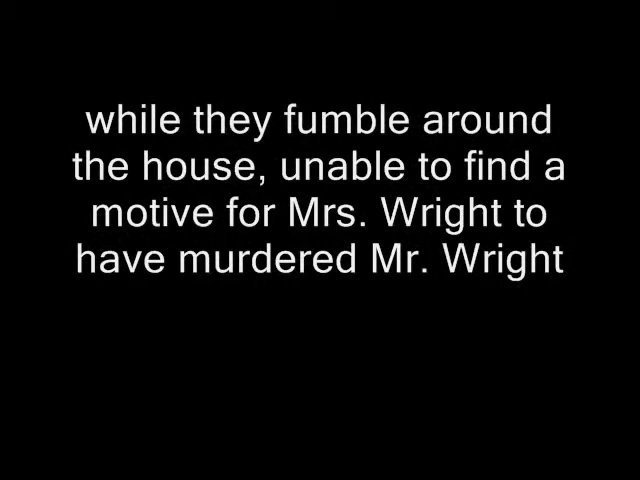 while they fumble around
the house, unable to find a
motive for Mrs. Wright to
have murdered Mr. Wright